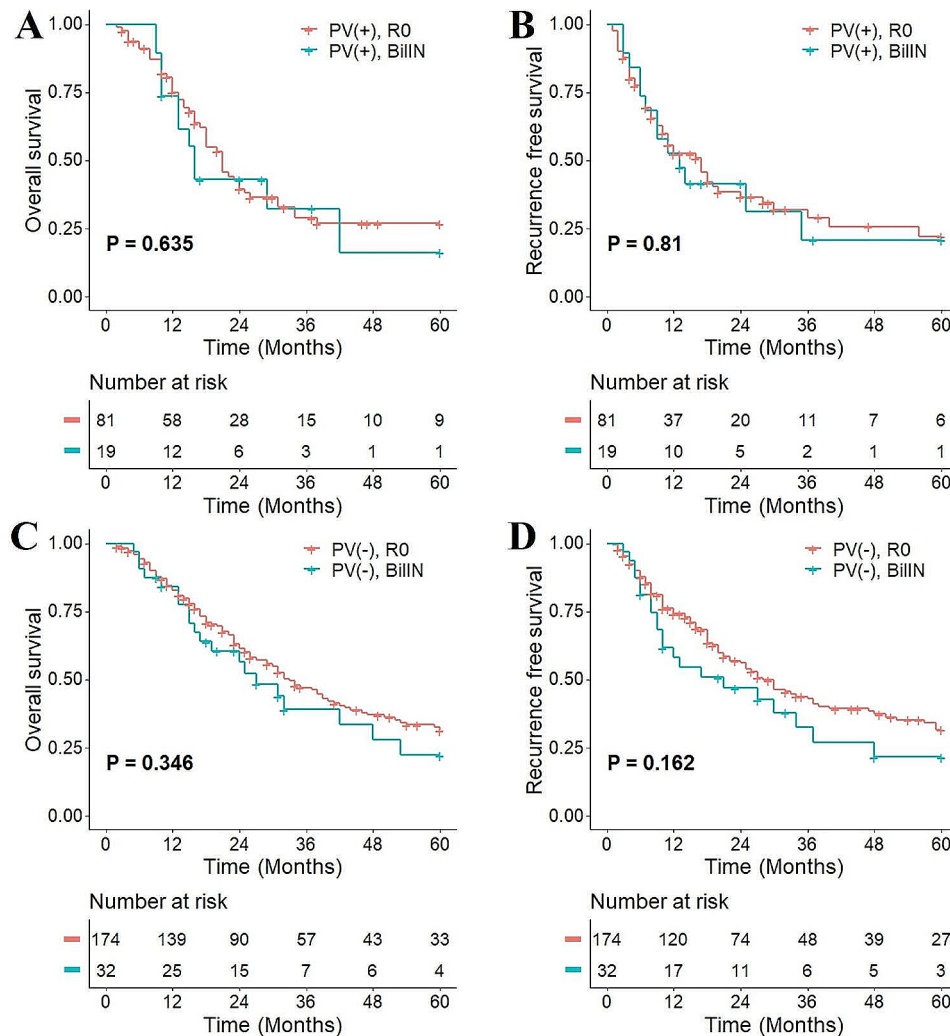 A
1.00
0.75
0.50
0.25
0.00
Overall survival
PV(+), R0
PV(+), BilIN
P = 0.635
0 12 24 36 48 60
Time (Months)
Number at risk
81 58 28 15 10 9
19 12 6 3 1 1
0 12 24 36 48 60
Time (Months)
B
1.00
0.75
0.50
0.25
0.00
Recurrence free survival
PV(+), R0
PV(+), BilIN
P = 0.81
0 12 24 36 48 60
Time (Months)
Number at risk
81 37 20 11 7 6
19 10 5 2 1 1
0 12 24 36 48 60
Time (Months)
C
1.00
0.75
0.50
0.25
0.00
Overall survival
PV(-), R0
PV(-), BilIN
P = 0.346
0 12 24 36 48 60
Time (Months)
Number at risk
174 139 90 57 43 33
32 25 15 7 6 4
0 12 24 36 48 60
Time (Months)
D
1.00
0.75
0.50
0.25
0.00
Recurrence free survival
PV(-), R0
PV(-), BilIN
P = 0.162
0 12 24 36 48 60
Time (Months)
Number at risk
174 120 74 48 39 27
32 17 11 6 5 3
0 12 24 36 48 60
Time (Months)